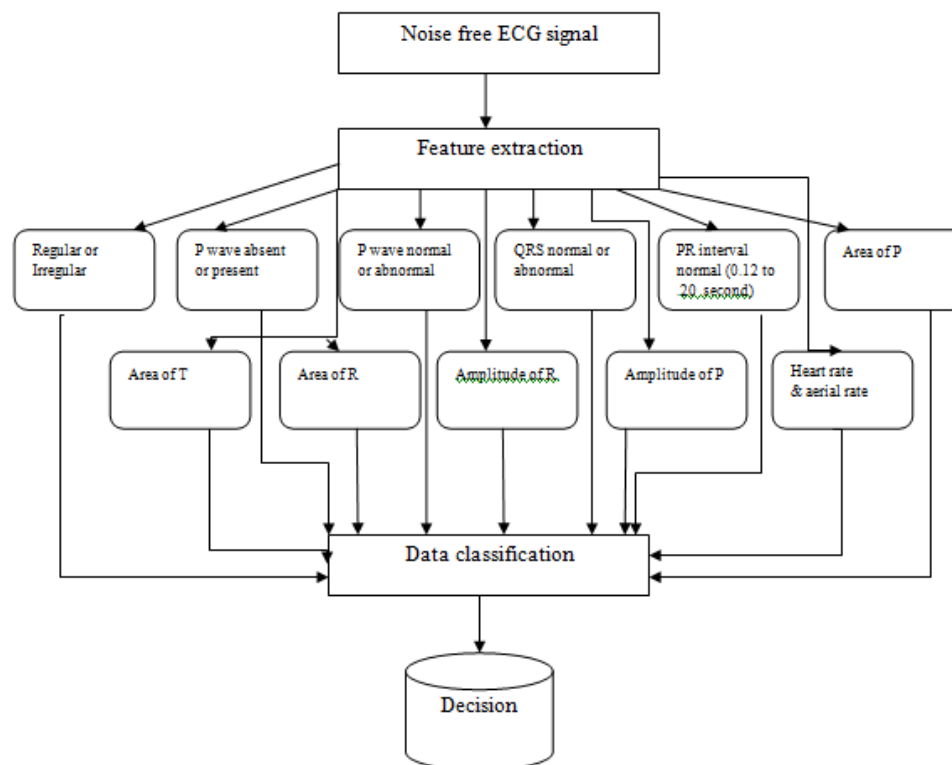 Noise free ECG signal
Feature extraction
Regular or
Irregular
P wave absent
or present
P wave normal
or abnormal
QRS normal or
abnormal
PR interval
normal (0.12 to
20 second)
Area of P
Area of T
Area of R
Amplitude of R
Amplitude of P
Heart rate
& aerial rate
Data classification
Decision